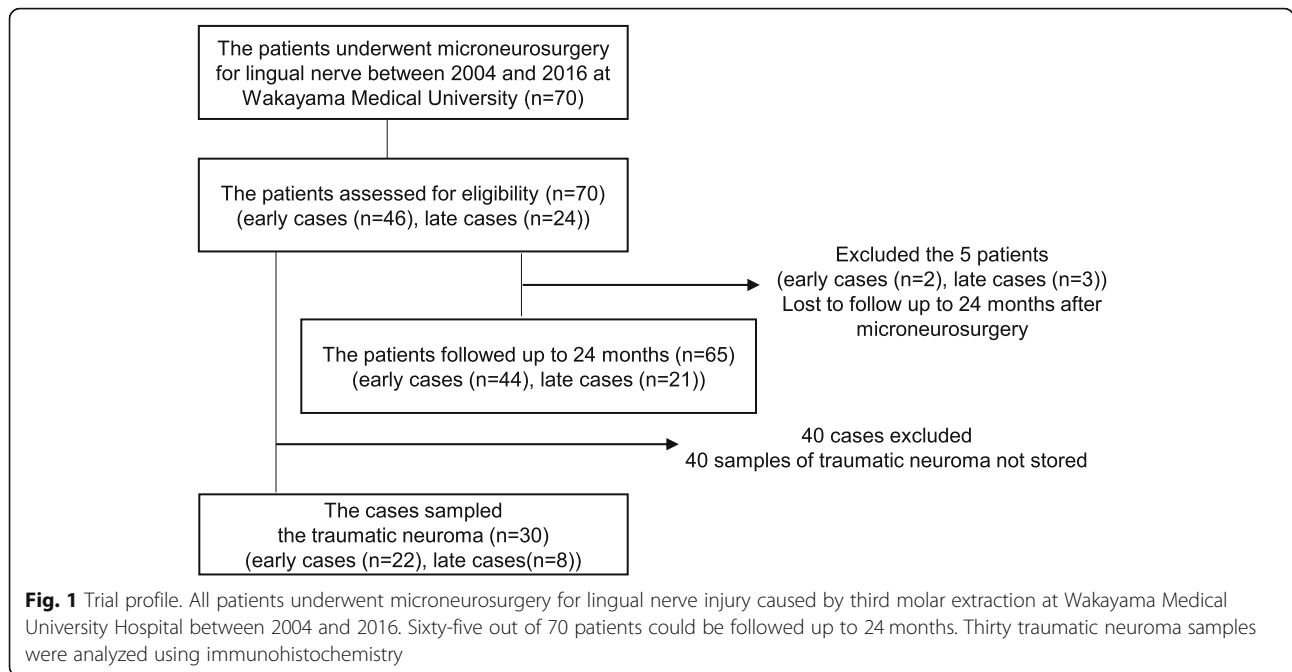 The patients underwent microneurosurgery
for lingual nerve between 2004 and 2016 at
Wakayama Medical University (n=70)
The patients assessed for eligibility (n=70)
(early cases (n=46), late cases (n=24))
Excluded the 5 patients
(early cases (n=2), late cases (n=3))
Lost to follow up to 24 months after
microneurosurgery
The patients followed up to 24 months (n=65)
(early cases (n=44), late cases (n=21))
40 cases excluded
40 samples of traumatic neuroma not stored
The cases sampled
the traumatic neuroma (n=30)
(early cases (n=22), late cases(n=8))
Fig. 1 Trial profile. All patients underwent microneurosurgery for lingual nerve injury caused by third molar extraction at Wakayama Medical
University Hospital between 2004 and 2016. Sixty-five out of 70 patients could be followed up to 24 months. Thirty traumatic neuroma samples
were analyzed using immunohistochemistry